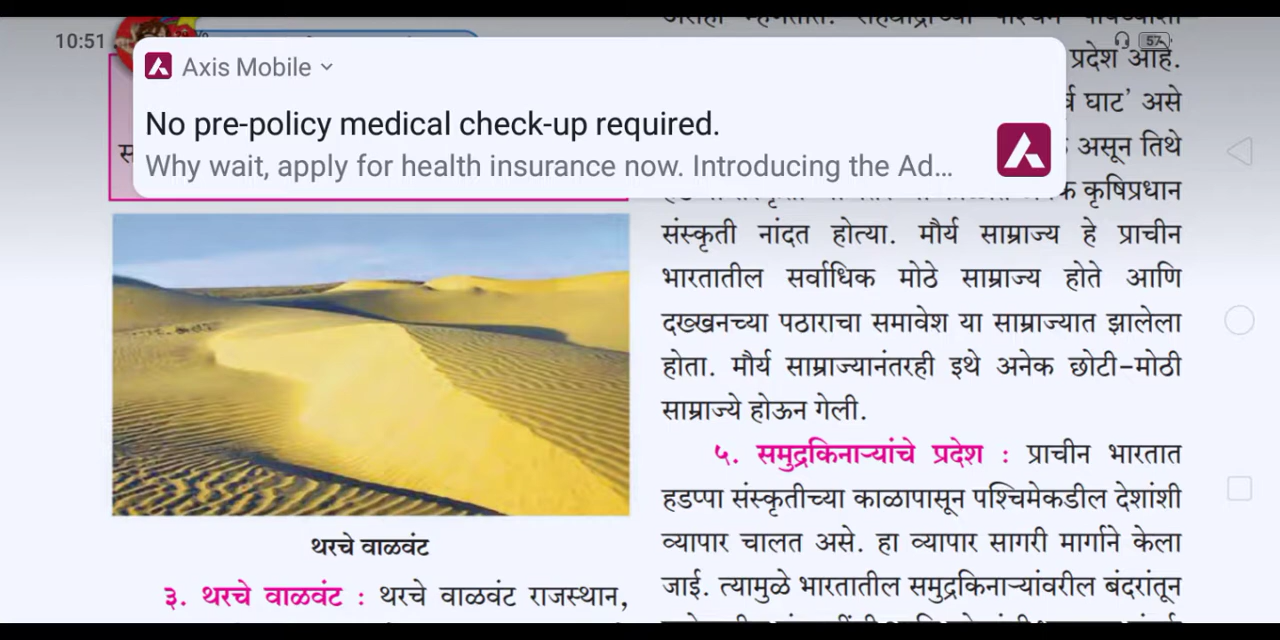 10:51
57
Axis Mobile
No pre-policy medical check-up required.
Why wait, apply for health insurance now. Introducing the Ad...
स
थरचे वाळवंट
३. थरचे वाळवंट : थरचे वाळवंट राजस्थान,
प्रदेश आहे.
घाट’ असे
असून तिथे
कृषिप्रधान
संस्कृती नांदत होत्या. मौर्य साम्राज्य हे प्राचीन
भारतातील सर्वाधिक मोठे साम्राज्य होते आणि
दख्खनच्या पठाराचा समावेश या साम्राज्यात झालेला
होता. मौर्य साम्राज्यानंतरही इथे अनेक छोटी-मोठी
साम्राज्ये होऊन गेली.
५. समुद्रकिनाऱ्यांचे प्रदेश : प्राचीन भारतात
हडप्पा संस्कृतीच्या काळापासून पश्चिमेकडील देशांशी
व्यापार चालत असे. हा व्यापार सागरी मार्गाने केला
जाई. त्यामुळे भारतातील समुद्रकिनाऱ्यांवरील बंदरांतून